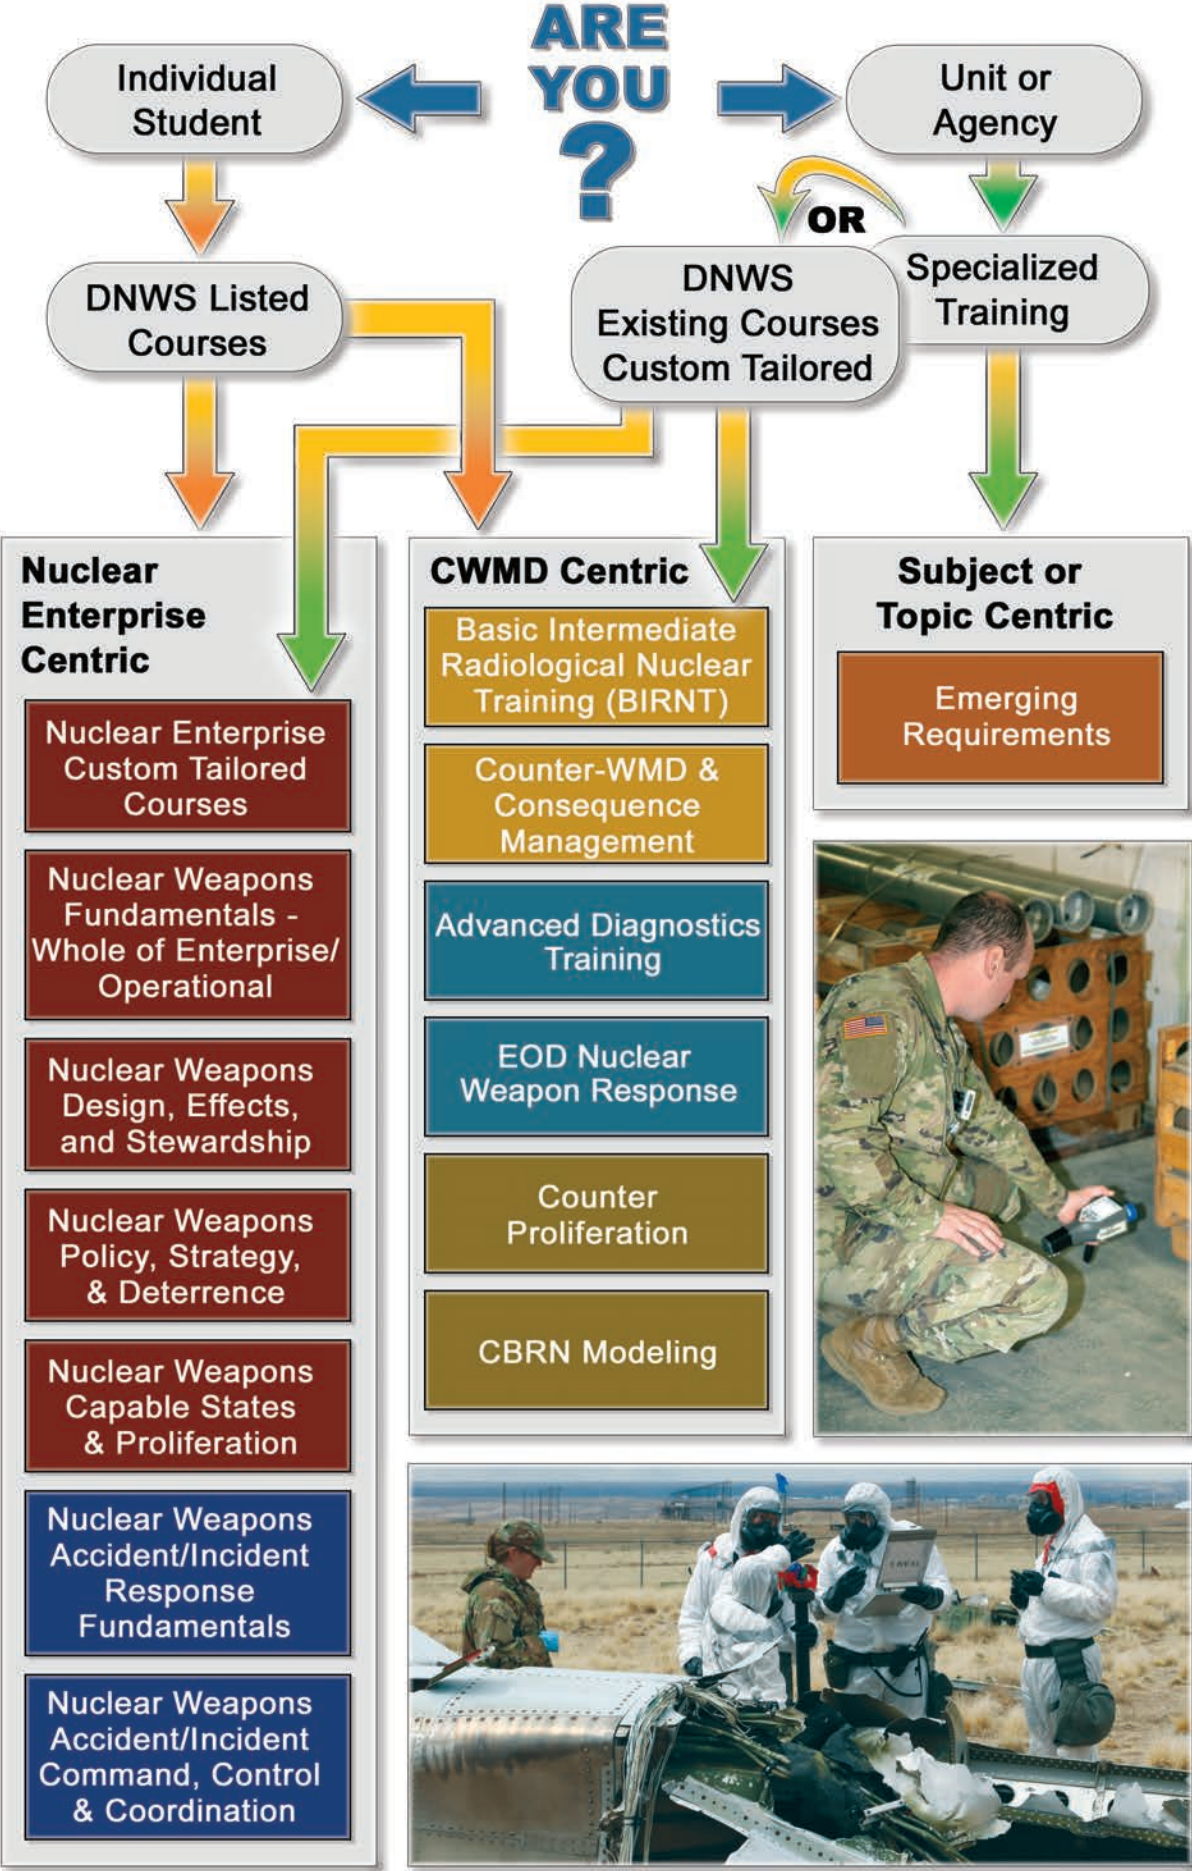 ARE
YOU
?
Individual
Student
Unit or
Agency
OR
DNWS Listed
Courses
DNWS
Existing Courses
Custom Tailored
Specialized
Training
Nuclear
Enterprise
Centric
Nuclear Enterprise
Custom Tailored
Courses
Nuclear Weapons
Fundamentals -
Whole of Enterprise/
Operational
Nuclear Weapons
Design, Effects,
and Stewardship
Nuclear Weapons
Policy, Strategy,
& Deterrence
Nuclear Weapons
Capable States
& Proliferation
Nuclear Weapons
Accident/Incident
Response
Fundamentals
Nuclear Weapons
Accident/Incident
Command, Control
& Coordination
CWMD Centric
Basic Intermediate
Radiological Nuclear
Training (BIRNT)
Counter-WMD &
Consequence
Management
Advanced Diagnostics
Training
EOD Nuclear
Weapon Response
Counter
Proliferation
CBRN Modeling
Subject or
Topic Centric
Emerging
Requirements